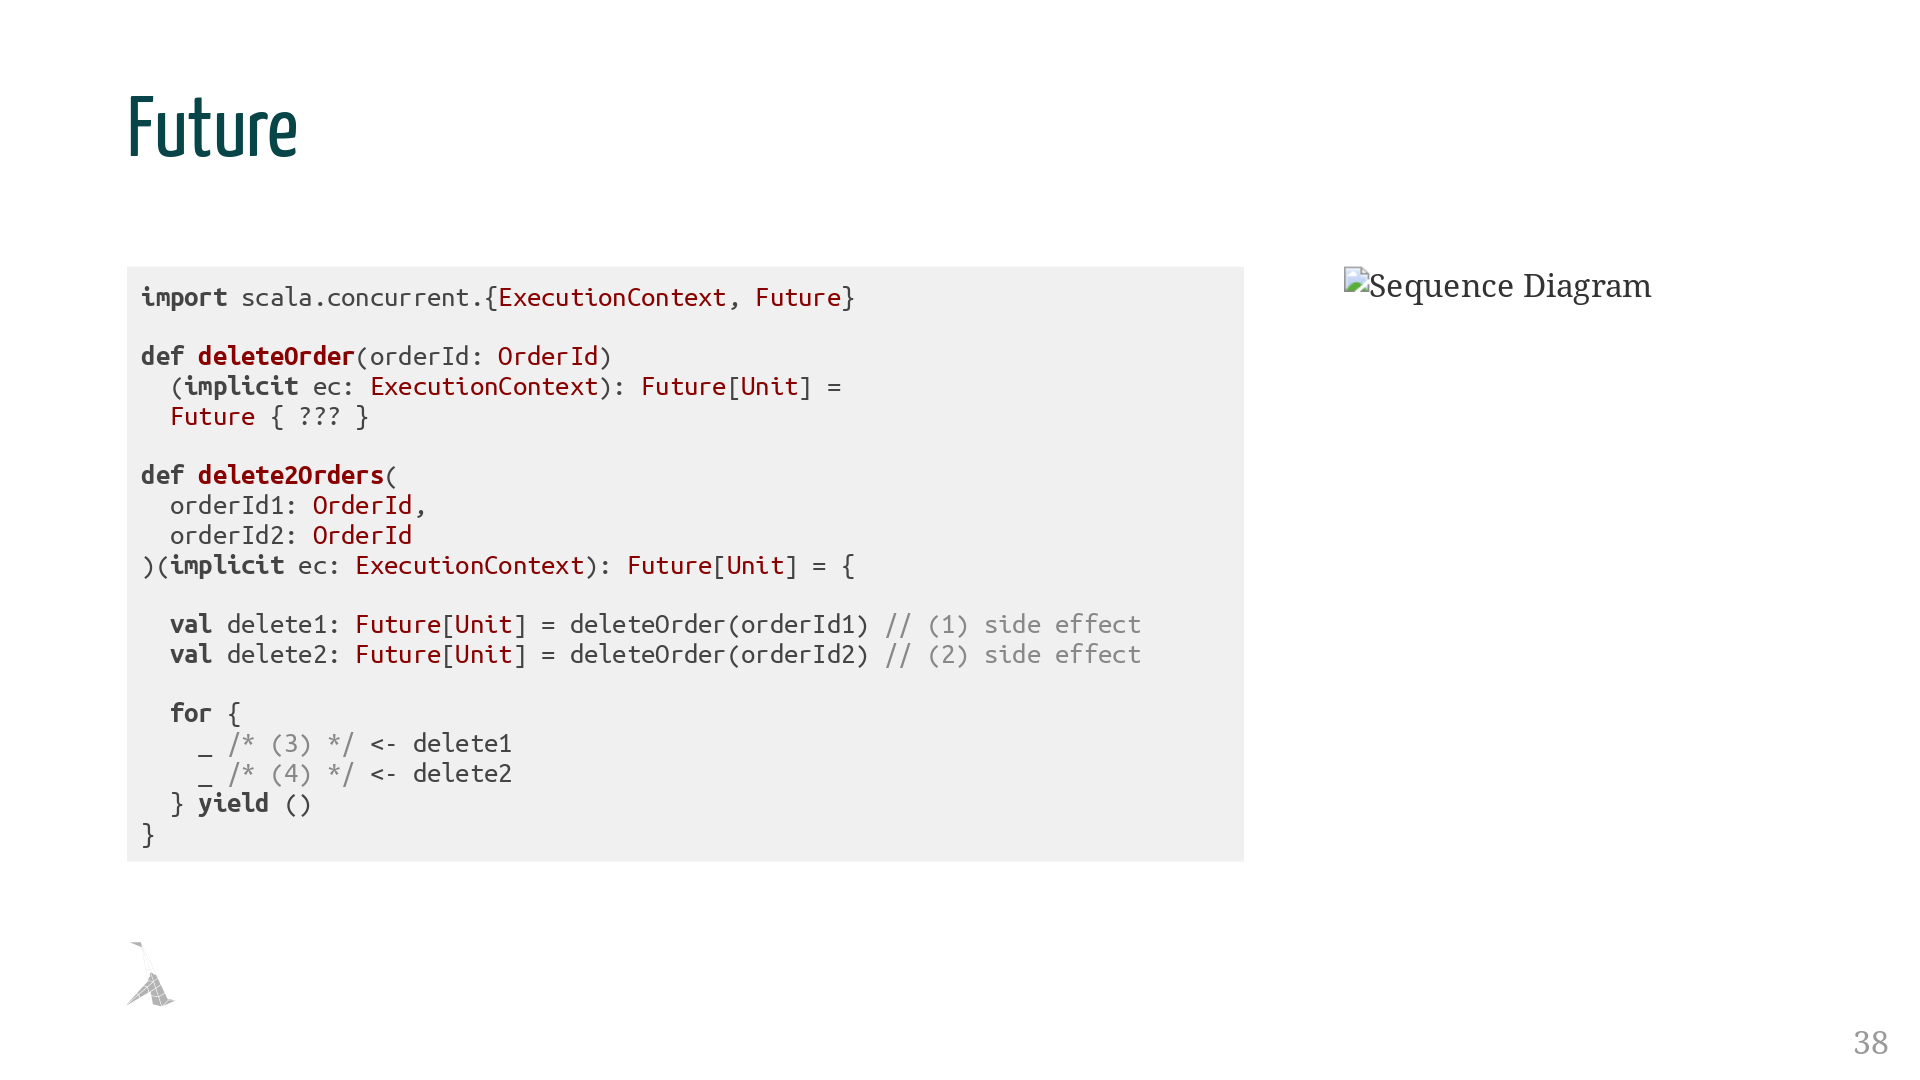 Future
import scala.concurrent.{ExecutionContext, Future}
def deleteOrder(orderId: OrderId)
  (implicit ec: ExecutionContext): Future[Unit] =
  Future { ??? }
def delete2Orders(
  orderId1: OrderId,
  orderId2: OrderId
)(implicit ec: ExecutionContext): Future[Unit] = {
  val delete1: Future[Unit] = deleteOrder(orderId1) // (1) side effect
  val delete2: Future[Unit] = deleteOrder(orderId2) // (2) side effect
  for {
    _ /* (3) */ <- delete1
    _ /* (4) */ <- delete2
  } yield ()
}
Sequence Diagram
38